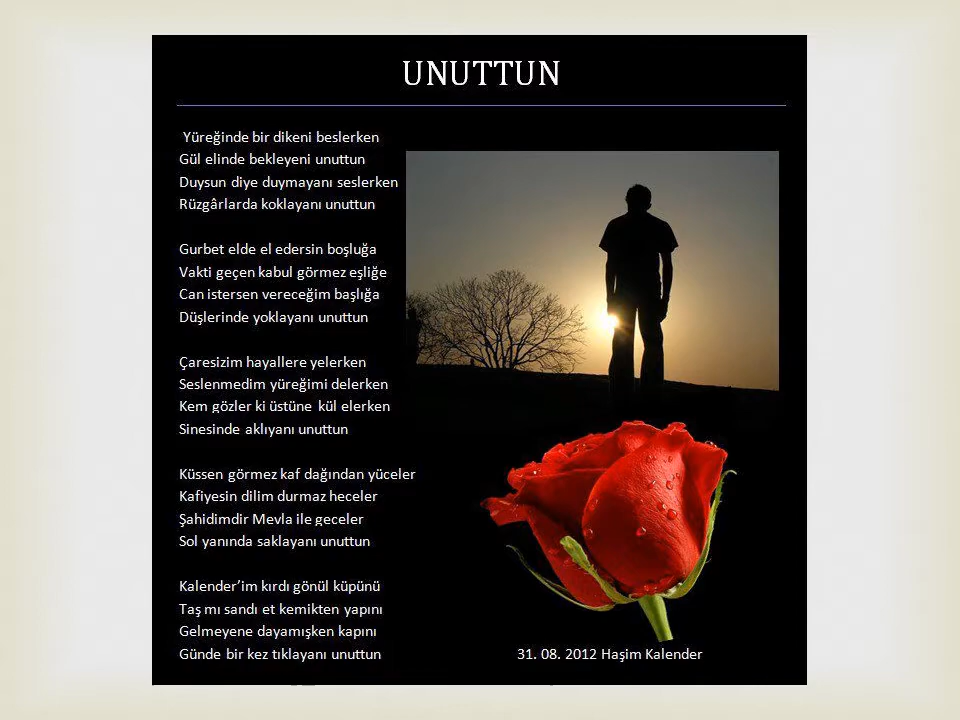 UNUTTUN
Yüreğinde bir dikeni beslerken
Gül elinde bekleyeni unuttun
Duysun diye duymayanı seslerken
Rüzgârlarda koklayanı unuttun
Gurbet elde el edersin boşluğa
Vakti geçen kabul görmez eşliğe
Can istersen vereceğim başlığa
Düşlerinde yoklayanı unuttun
Çaresizim hayallere yelerken
Seslenmedim yüreğimi delerken
Kem gözler ki üstüne kül elerken
Sinesinde aklıyanı unuttun
Küssen görmez kaf dağından yüceler
Kafiyesin dilim durmaz heceler
Şahidimdir Mevla ile geceler
Sol yanında saklayanı unuttun
Kalender’im kırdı gönül küpünü
Taş mı sandı et kemikten yapını
Gelmeyene dayamışken kapını
Günde bir kez tıklayanı unuttun
31. 08. 2012 Haşim Kalender